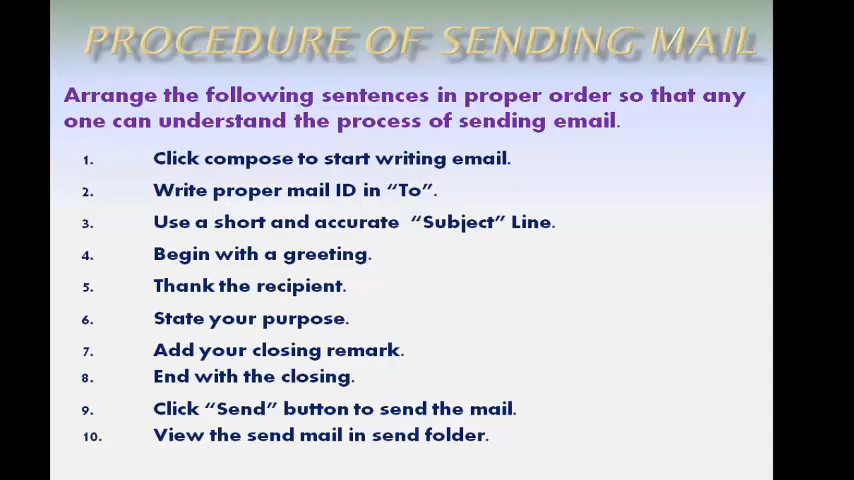 PROCEDURE OF SENDING MAIL
Arrange the following sentences in proper order so that any
one can understand the process of sending email.
1. Click compose to start writing email.
2. Write proper mail ID in “To”.
3. Use a short and accurate “Subject” Line.
4. Begin with a greeting.
5. Thank the recipient.
6. State your purpose.
7. Add your closing remark.
8. End with the closing.
9. Click “Send” button to send the mail.
10. View the send mail in send folder.